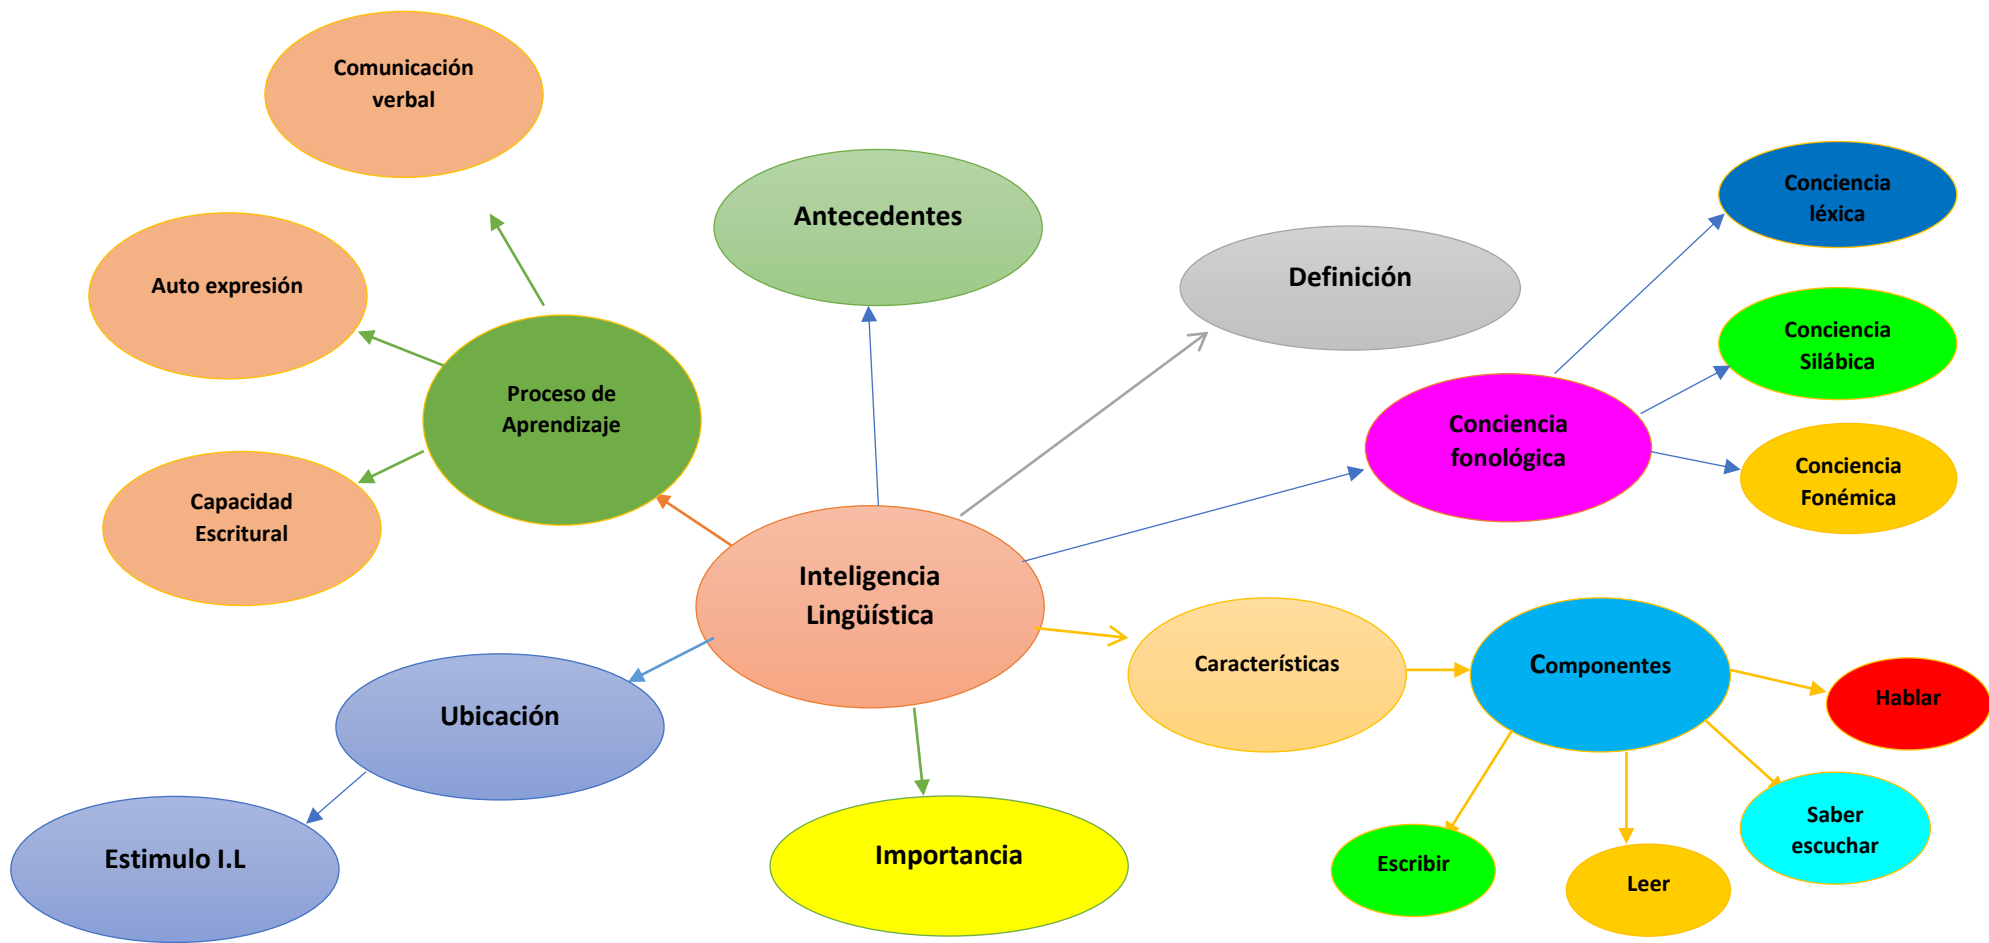 Comunicación
verbal
Auto expresión
Capacidad
Escritural
Proceso de
Aprendizaje
Antecedentes
Definición
Conciencia
fonológica
Conciencia
léxica
Conciencia
Silábica
Conciencia
Fonémica
Inteligencia
Lingüística
Características
Componentes
Hablar
Saber
escuchar
Leer
Escribir
Importancia
Ubicación
Estimulo I.L